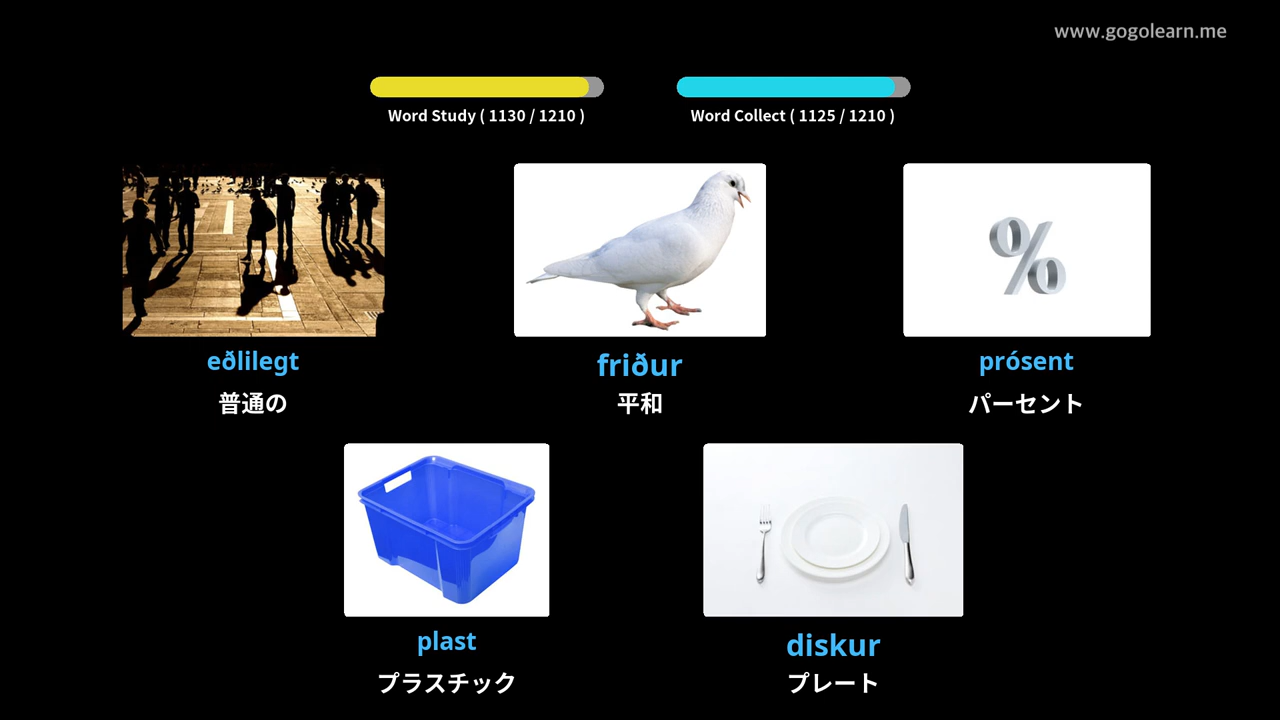 www.gogolearn.me
Word Study ( 1130 / 1210 )
Word Collect ( 1125 / 1210 )
eðlilegt
普通の
friður
平和
prósent
パーセント
%
plast
プラスチック
diskur
プレート